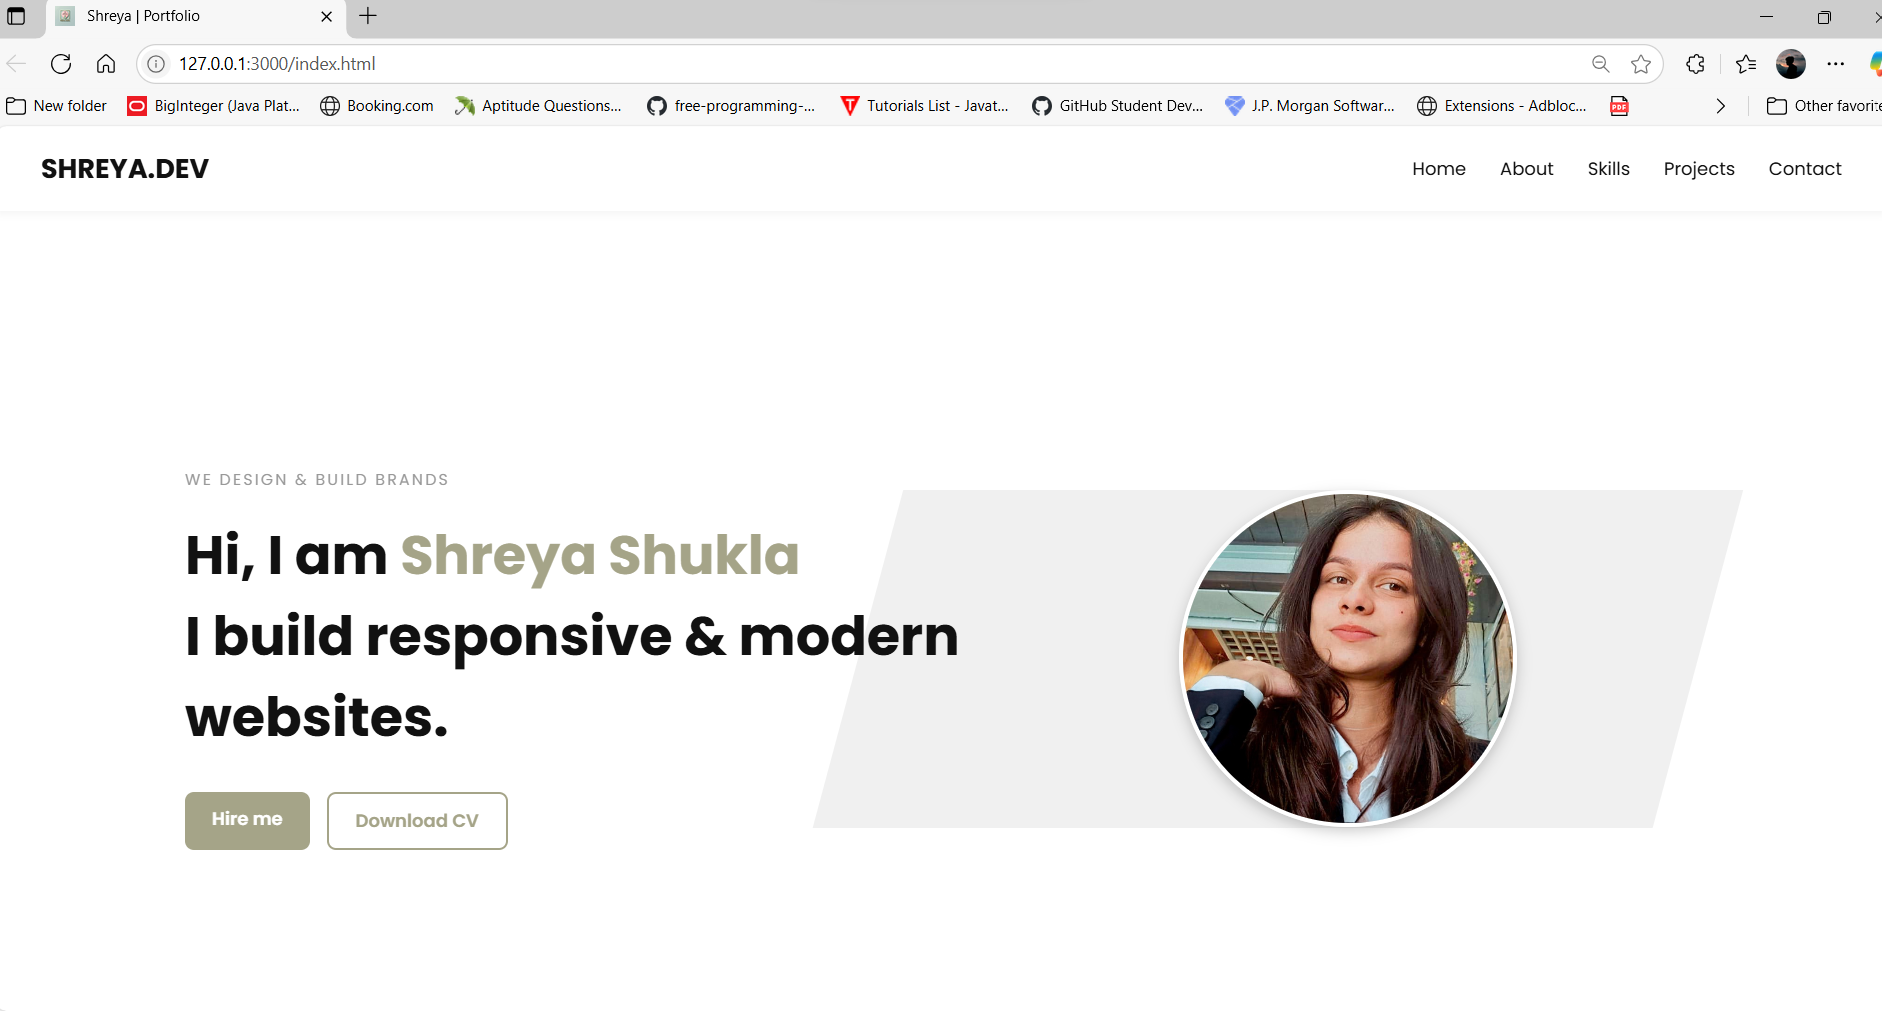 Shreya | Portfolio
127.0.0.1:3000/index.html
New folder BigInteger (Java Plat... Booking.com Aptitude Questions... free-programming-... Tutorials List - Javat... GitHub Student Dev... J.P. Morgan Softwar... Extensions - Adbloc... PDF Other favorite
SHREYA.DEV Home About Skills Projects Contact
WE DESIGN & BUILD BRANDS
Hi, I am Shreya Shukla
I build responsive & modern
websites.
Hire me Download CV